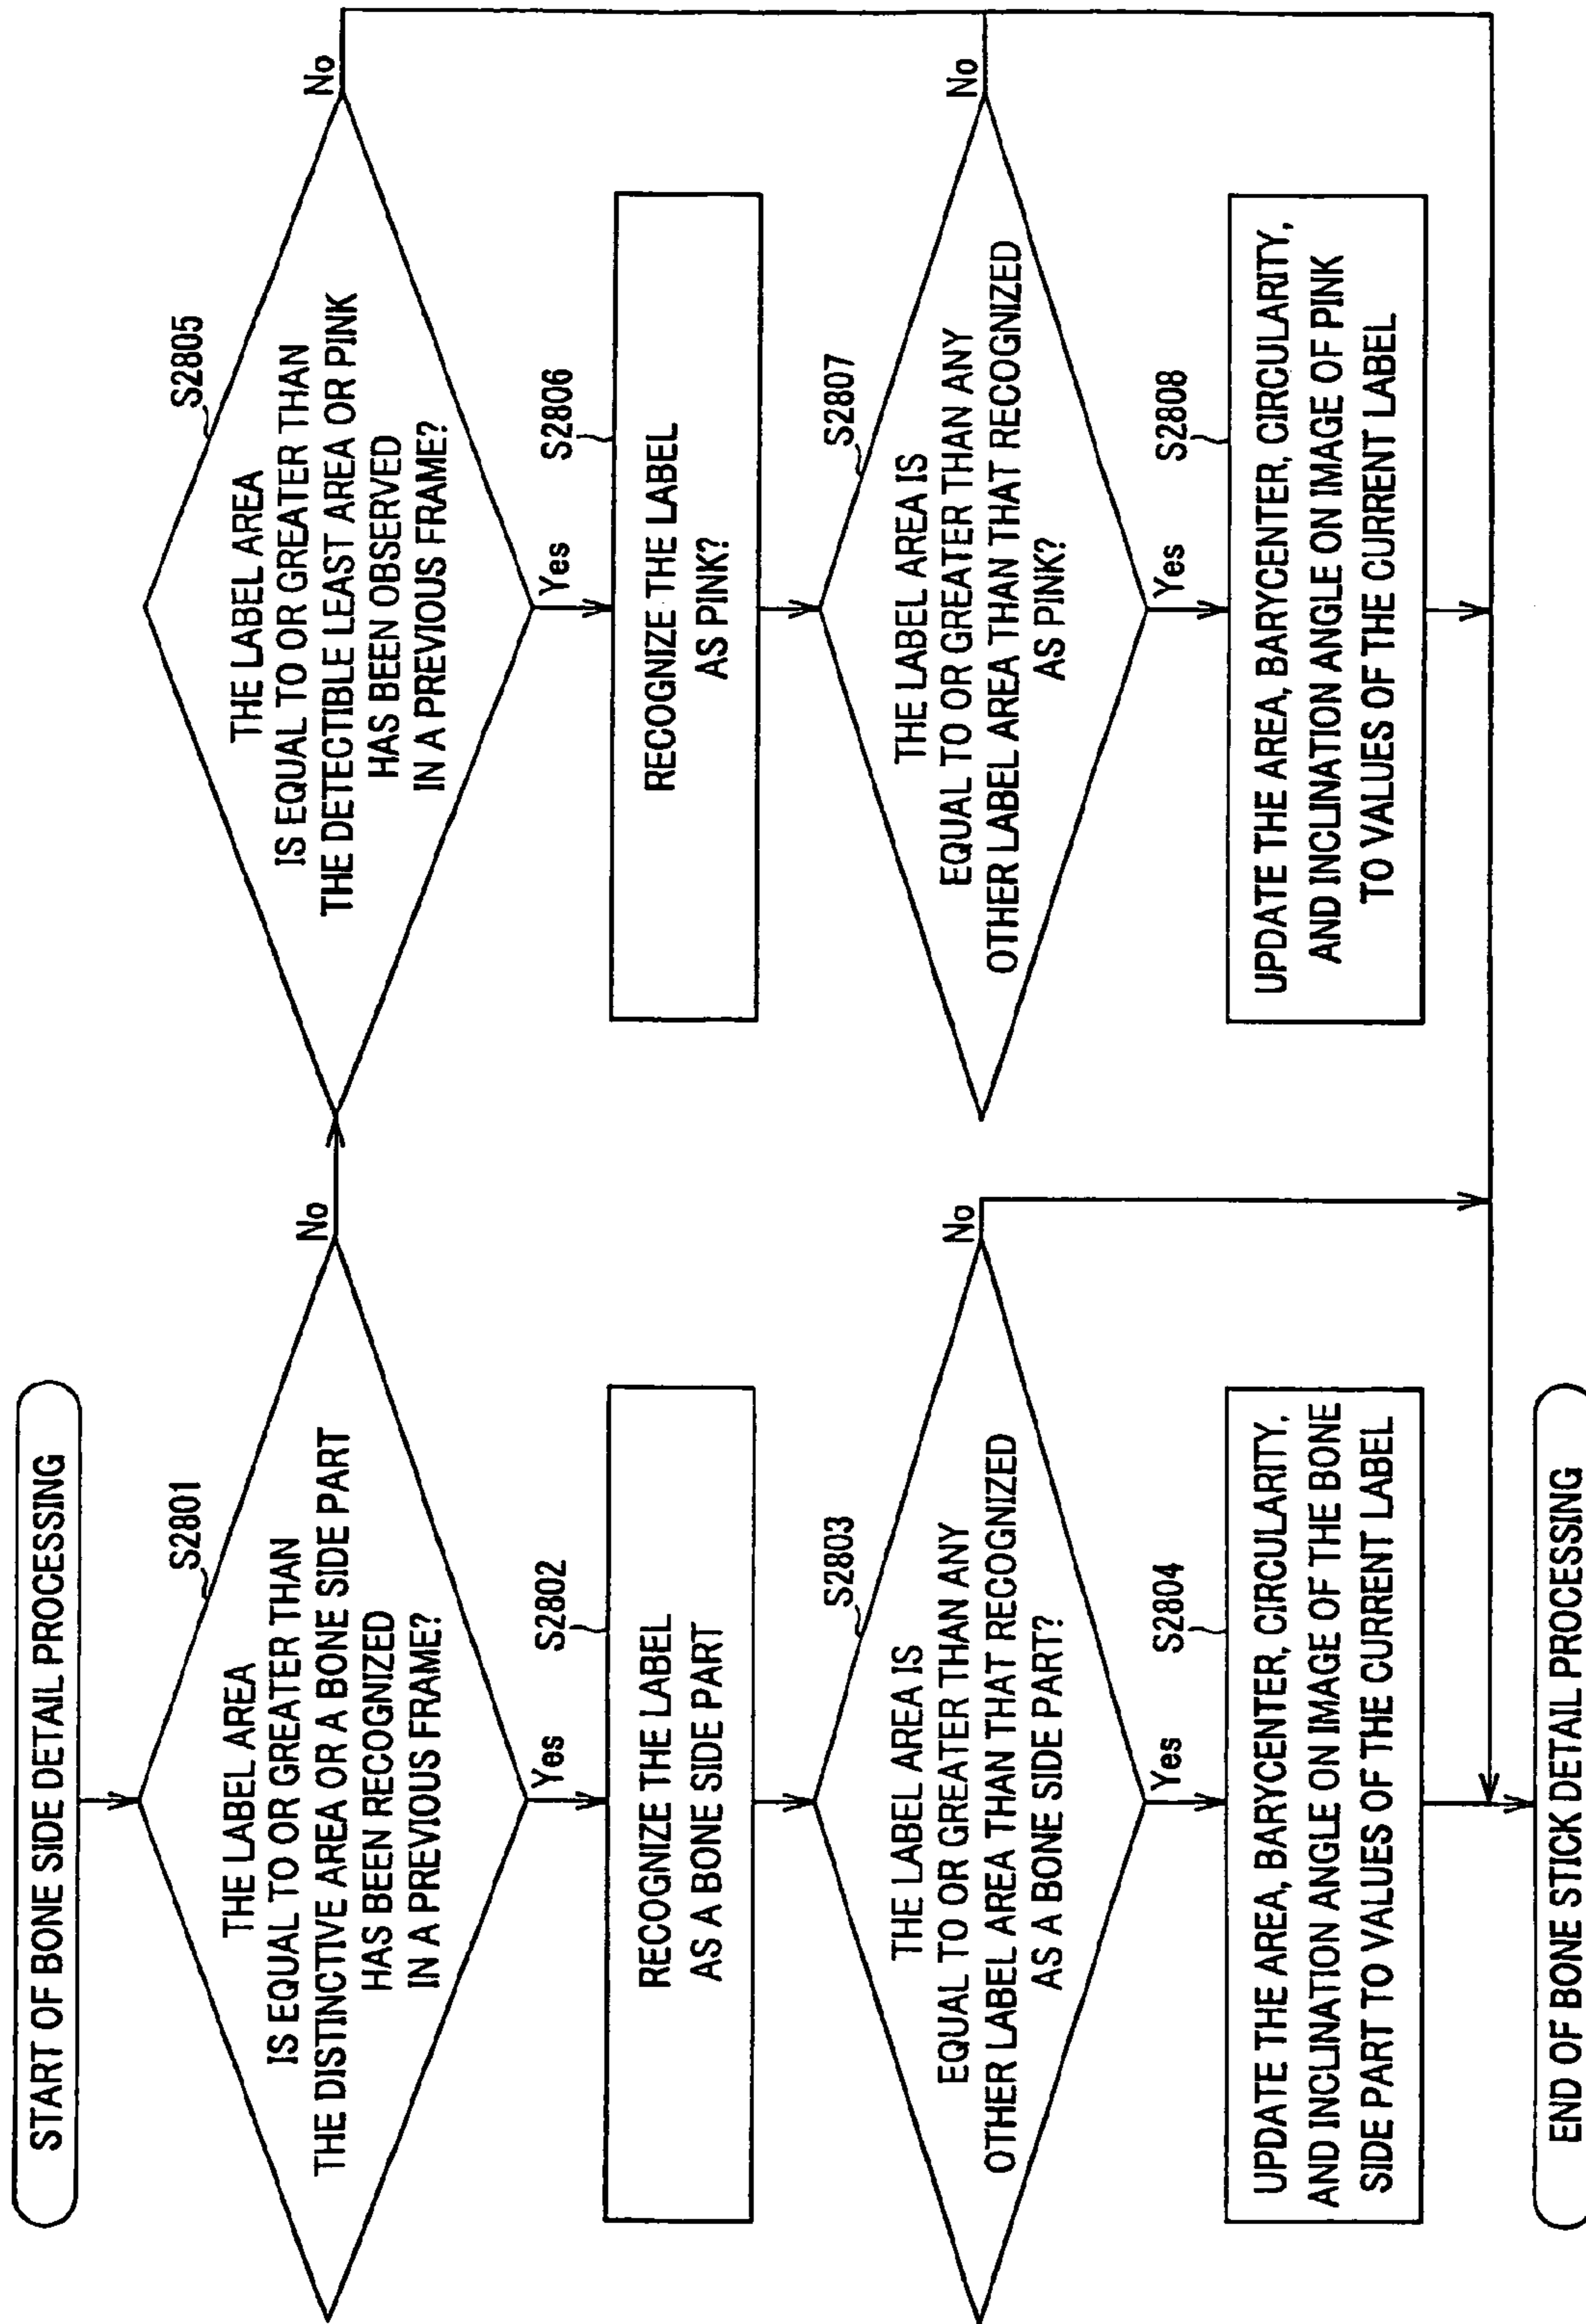 START OF BONE SIDE DETAIL PROCESSING
S2801
THE LABEL AREA
IS EQUAL TO OR GREATER THAN
THE DISTINCTIVE AREA OR A BONE SIDE PART
HAS BEEN RECOGNIZED
IN A PREVIOUS FRAME?
No
Yes
S2802
RECOGNIZE THE LABEL
AS A BONE SIDE PART
S2803
THE LABEL AREA IS
EQUAL TO OR GREATER THAN ANY
OTHER LABEL AREA THAN THAT RECOGNIZED
AS A BONE SIDE PART?
No
Yes
S2804
UPDATE THE AREA, BARYCENTER, CIRCULARITY,
AND INCLINATION ANGLE ON IMAGE OF THE BONE
SIDE PART TO VALUES OF THE CURRENT LABEL
END OF BONE STICK DETAIL PROCESSING
S2805
THE LABEL AREA
IS EQUAL TO OR GREATER THAN
THE DETECTIBLE LEAST AREA OR PINK
HAS BEEN OBSERVED
IN A PREVIOUS FRAME?
No
Yes
S2806
RECOGNIZE THE LABEL
AS PINK?
S2807
THE LABEL AREA IS
EQUAL TO OR GREATER THAN ANY
OTHER LABEL AREA THAN THAT RECOGNIZED
AS PINK?
No
Yes
S2808
UPDATE THE AREA, BARYCENTER, CIRCULARITY,
AND INCLINATION ANGLE ON IMAGE OF PINK
TO VALUES OF THE CURRENT LABEL